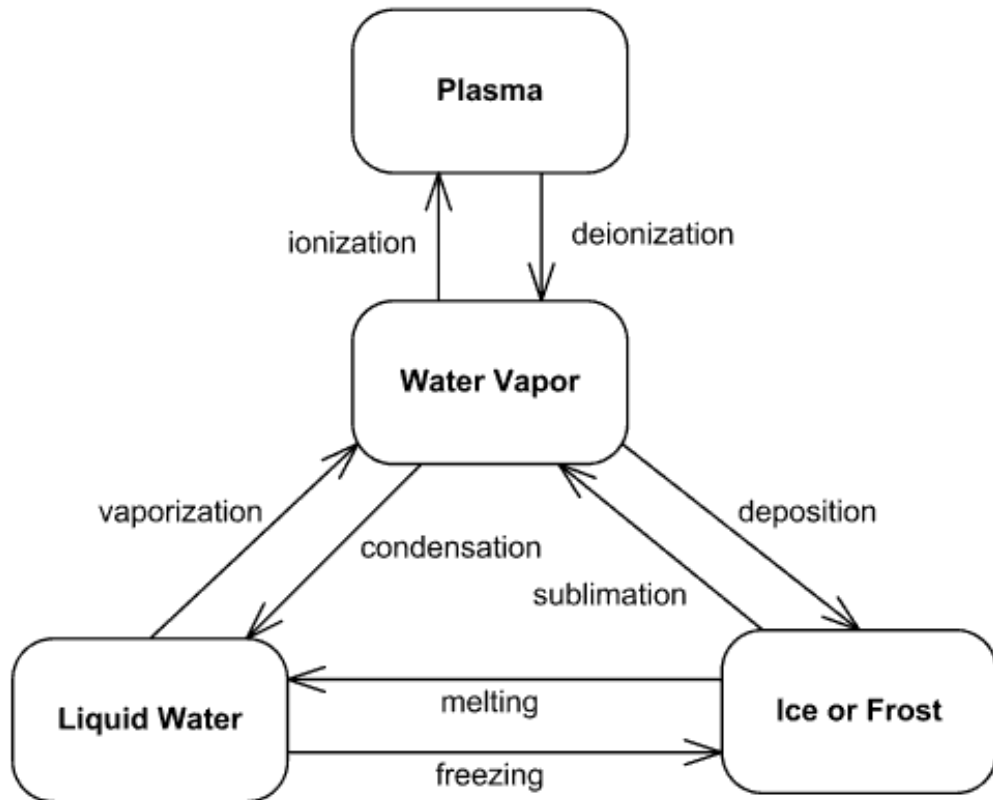 Plasma
ionization
deionization
Water Vapor
vaporization
deposition
condensation
sublimation
melting
Liquid Water
Ice or Frost
freezing